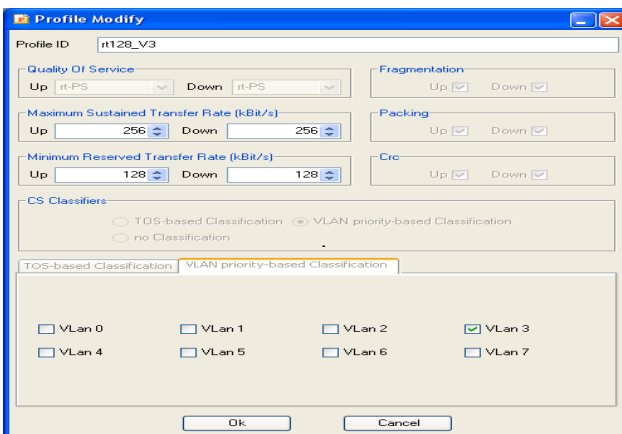 Profile Modify
Profile ID rt128_V3
Quality Of Service
Up rt-PS Down rt-PS
Fragmentation
Up Down
Maximum Sustained Transfer Rate (kBit/s)
Up 256 Down 256
Packing
Up Down
Minimum Reserved Transfer Rate (kBit/s)
Up 128 Down 128
Crc
Up Down
CS Classifiers
TOS-based Classification VLAN priority-based Classification
no Classification
TOS-based Classification VLAN priority-based Classification
VLan 0 VLan 1 VLan 2 VLan 3
VLan 4 VLan 5 VLan 6 VLan 7
Ok Cancel